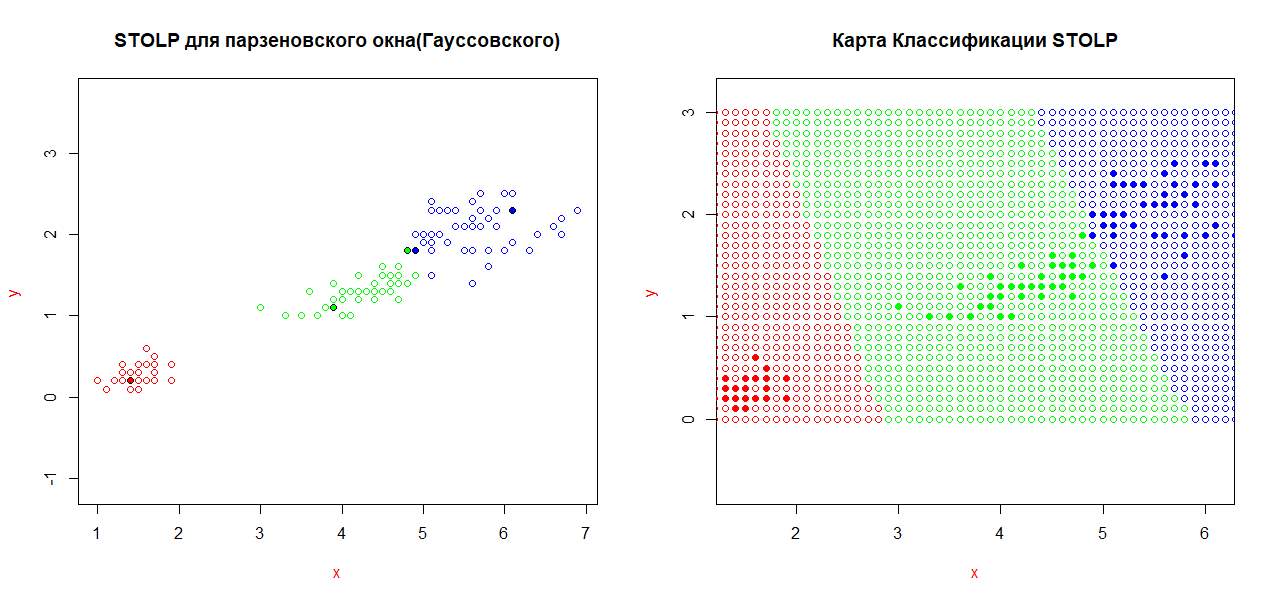 STOLP для парзеновского окна(Гауссовского)
3
2
1
0
-1
y
1 2 3 4 5 6 7
x
Карта Классификации STOLP
3
2
1
0
y
2 3 4 5 6
x